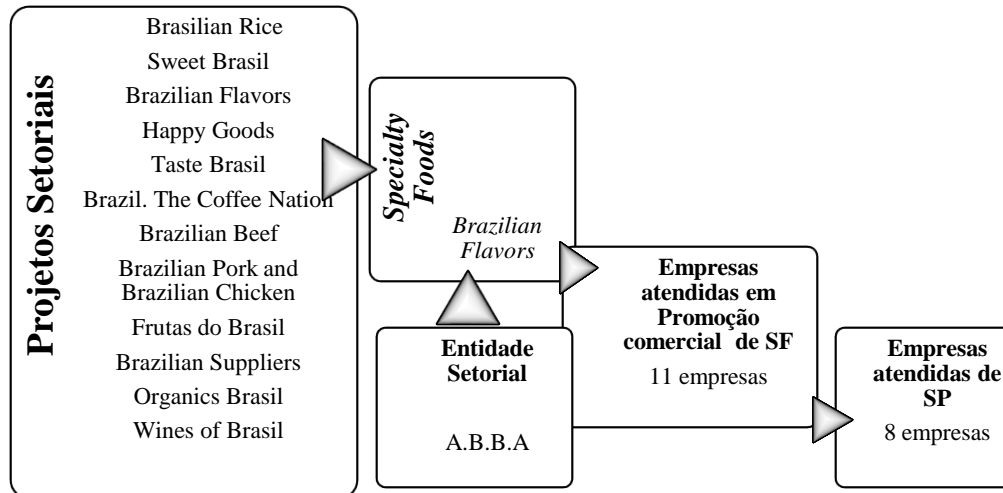 Projetos Setoriais
Brasilian Rice
Sweet Brasil
Brazilian Flavors
Happy Goods
Taste Brasil
Brazil. The Coffee Nation
Brazilian Beef
Brazilian Pork and
Brazilian Chicken
Frutas do Brasil
Brazilian Suppliers
Organics Brasil
Wines of Brasil
Specialty
Foods
Brazilian
Flavors
Entidade
Setorial
A.B.B.A
Empresas
atendidas em
Promoção
comercial de SF
11 empresas
Empresas
atendidas de
SP
8 empresas